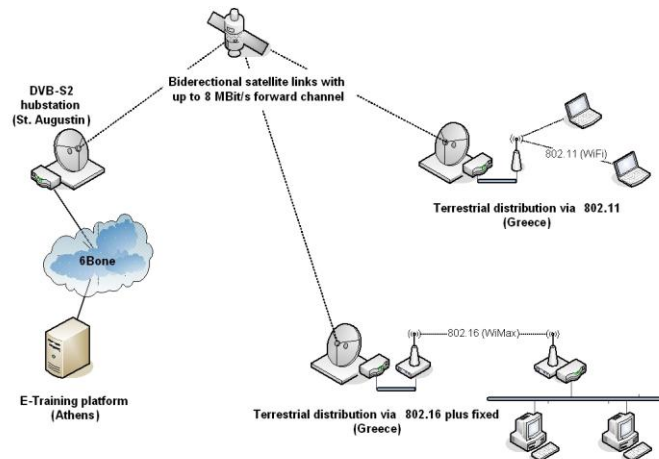 DVB-S2
hubstation
(St. Augustin)
Biderectional satellite links with
up to 8 MBit/s forward channel
802.11 (WiFi)
Terrestrial distribution via 802.11
(Greece)
6Bone
E-Training platform
(Athens)
802.16 (WiMax)
Terrestrial distribution via 802.16 plus fixed
(Greece)